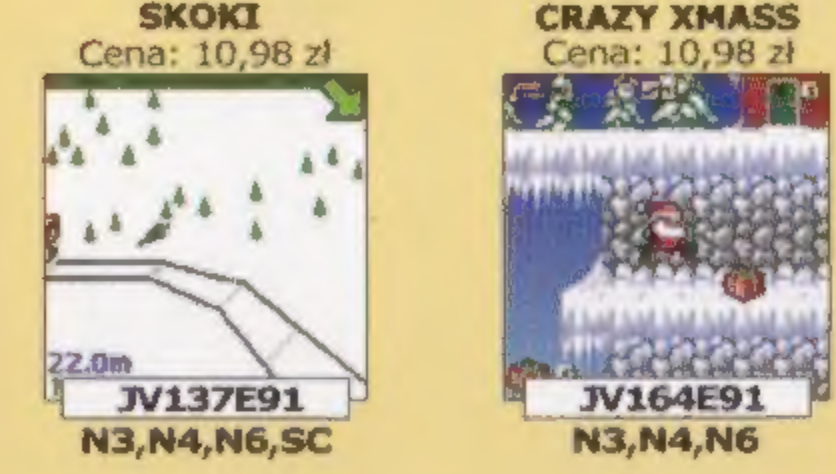 SKOKI
Cena: 10,98 zł
22.0m
JV137E91
N3,N4,N6,SC
CRAZY XMASS
Cena: 10,98 zł
JV164E91
N3,N4,N6